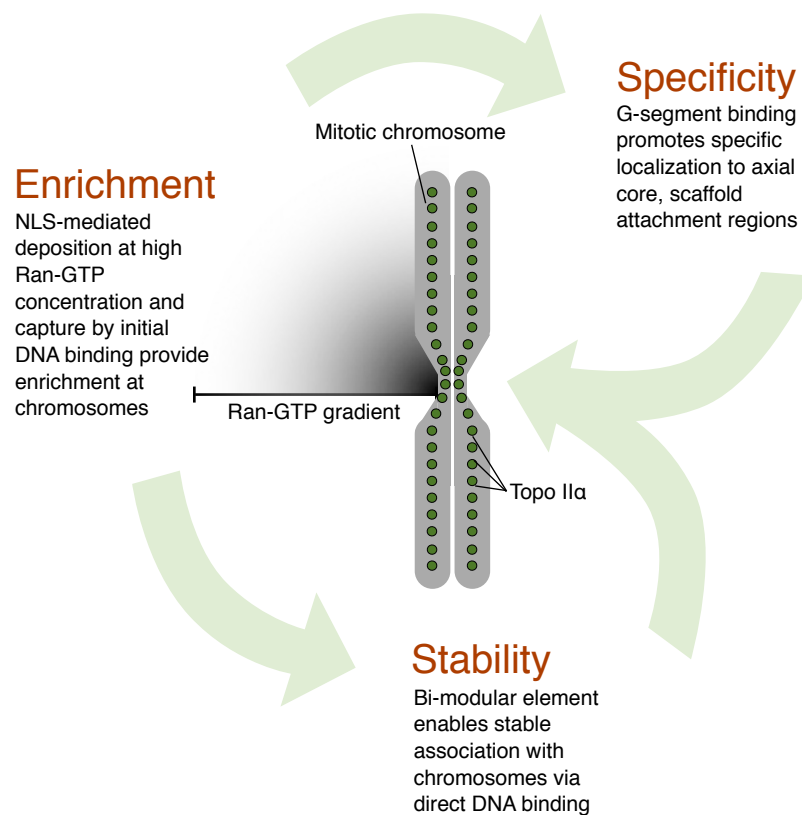 Specificity
G-segment binding
promotes specific
localization to axial
core, scaffold
attachment regions
Mitotic chromosome
Enrichment
NLS-mediated
deposition at high
Ran-GTP
concentration and
capture by initial
DNA binding provide
enrichment at
chromosomes
Ran-GTP gradient
Topo IIα
Stability
Bi-modular element
enables stable
association with
chromosomes via
direct DNA binding